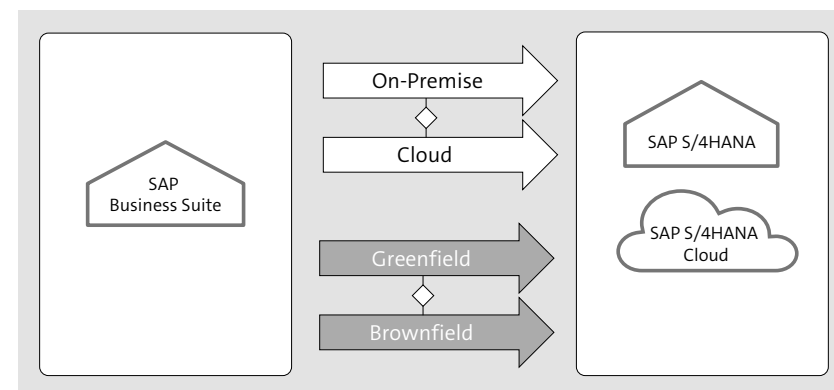 SAP
Business Suite
On-Premise
Cloud
Greenfield
Brownfield
SAP S/4HANA
SAP S/4HANA
Cloud